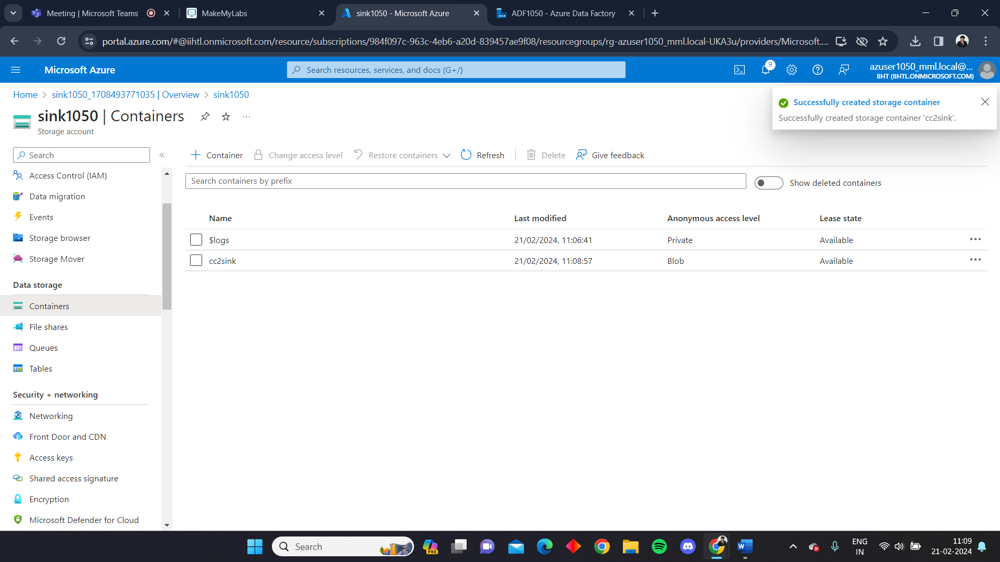 Meeting | Microsoft Teams
MakeMyLabs
sink1050 - Microsoft Azure
ADF1050 - Azure Data Factory
portal.azure.com/#@iihtl.onmicrosoft.com/resource/subscriptions/984f097c-963c-4eb6-a20d-839457ae9f08/resourcegroups/rg-azuser1050_mml.local-UKA3u/providers/Microsoft....
Microsoft Azure
Search resources, services, and docs (G+/)
9
azuser1050_mml.local@...
IIHT (IIHTL.ONMICROSOFT.COM)
Home > sink1050_1708493771035 | Overview > sink1050
Successfully created storage container
Successfully created storage container 'cc2sink'.
sink1050 | Containers
Storage account
Search
Container
Change access level
Restore containers
Refresh
Delete
Give feedback
Search containers by prefix
Show deleted containers
Access Control (IAM)
Data migration
Events
Storage browser
Storage Mover
Data storage
Containers
File shares
Queues
Tables
Security + networking
Networking
Front Door and CDN
Access keys
Shared access signature
Encryption
Microsoft Defender for Cloud
Name Last modified Anonymous access level Lease state
$logs 21/02/2024, 11:06:41 Private Available
cc2sink 21/02/2024, 11:08:57 Blob Available
Search
PRE
W
ENG
IN
11:09
21-02-2024